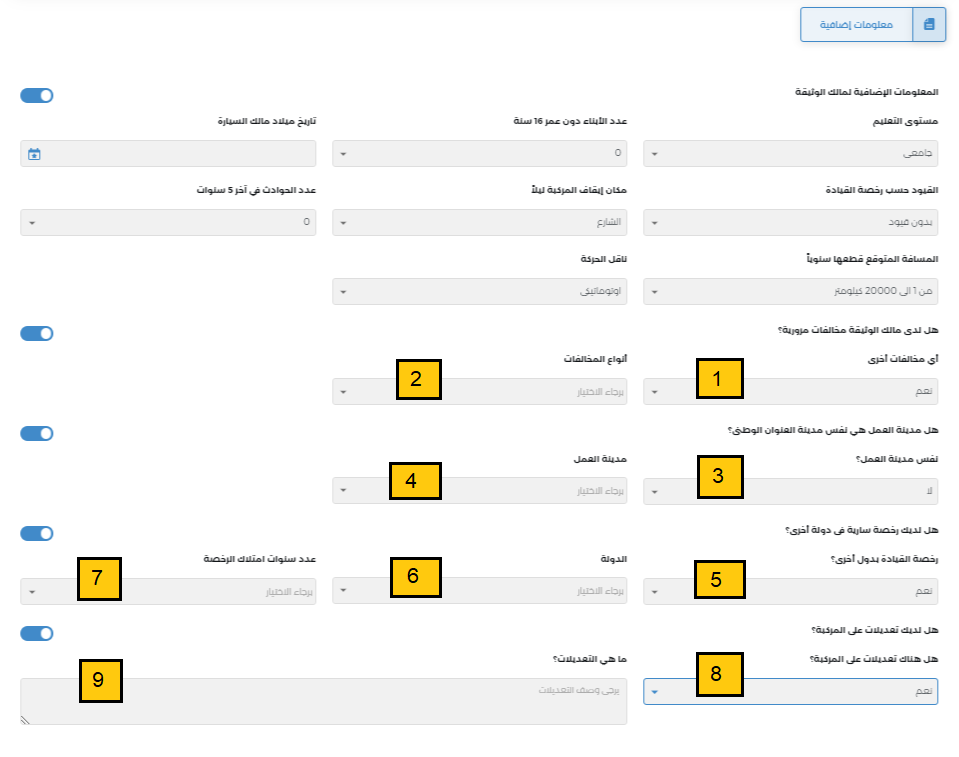 معلومات إضافية
المعلومات الإضافية لمالك الوثيقة
مستوى التعليم
عدد الأبناء دون عمر 16 سنة
تاريخ ميلاد مالك السيارة
جامعي
0
القيود حسب رخصة القيادة
مكان إيقاف المركبة ليلاً
عدد الحوادث في آخر 5 سنوات
بدون قيود
الشارع
0
المسافة المتوقع قطعها سنوياً
ناقل الحركة
من 1 الى 20000 كيلومتر
اوتوماتيكي
هل لدى مالك الوثيقة مخالفات مرورية؟
أي مخالفات أخرى
أنواع المخالفات
1
2
نعم
برجاء الاختيار
هل مدينة العمل هي نفس مدينة العنوان الوطني؟
نفس مدينة العمل؟
مدينة العمل
3
4
لا
برجاء الاختيار
هل لديك رخصة سارية في دولة أخرى؟
رخصة القيادة بدول أخرى؟
الدولة
عدد سنوات امتلاك الرخصة
5
6
7
نعم
برجاء الاختيار
برجاء الاختيار
هل لديك تعديلات على المركبة؟
هل هناك تعديلات على المركبة؟
ما هي التعديلات؟
8
9
نعم
يرجى وصف التعديلات